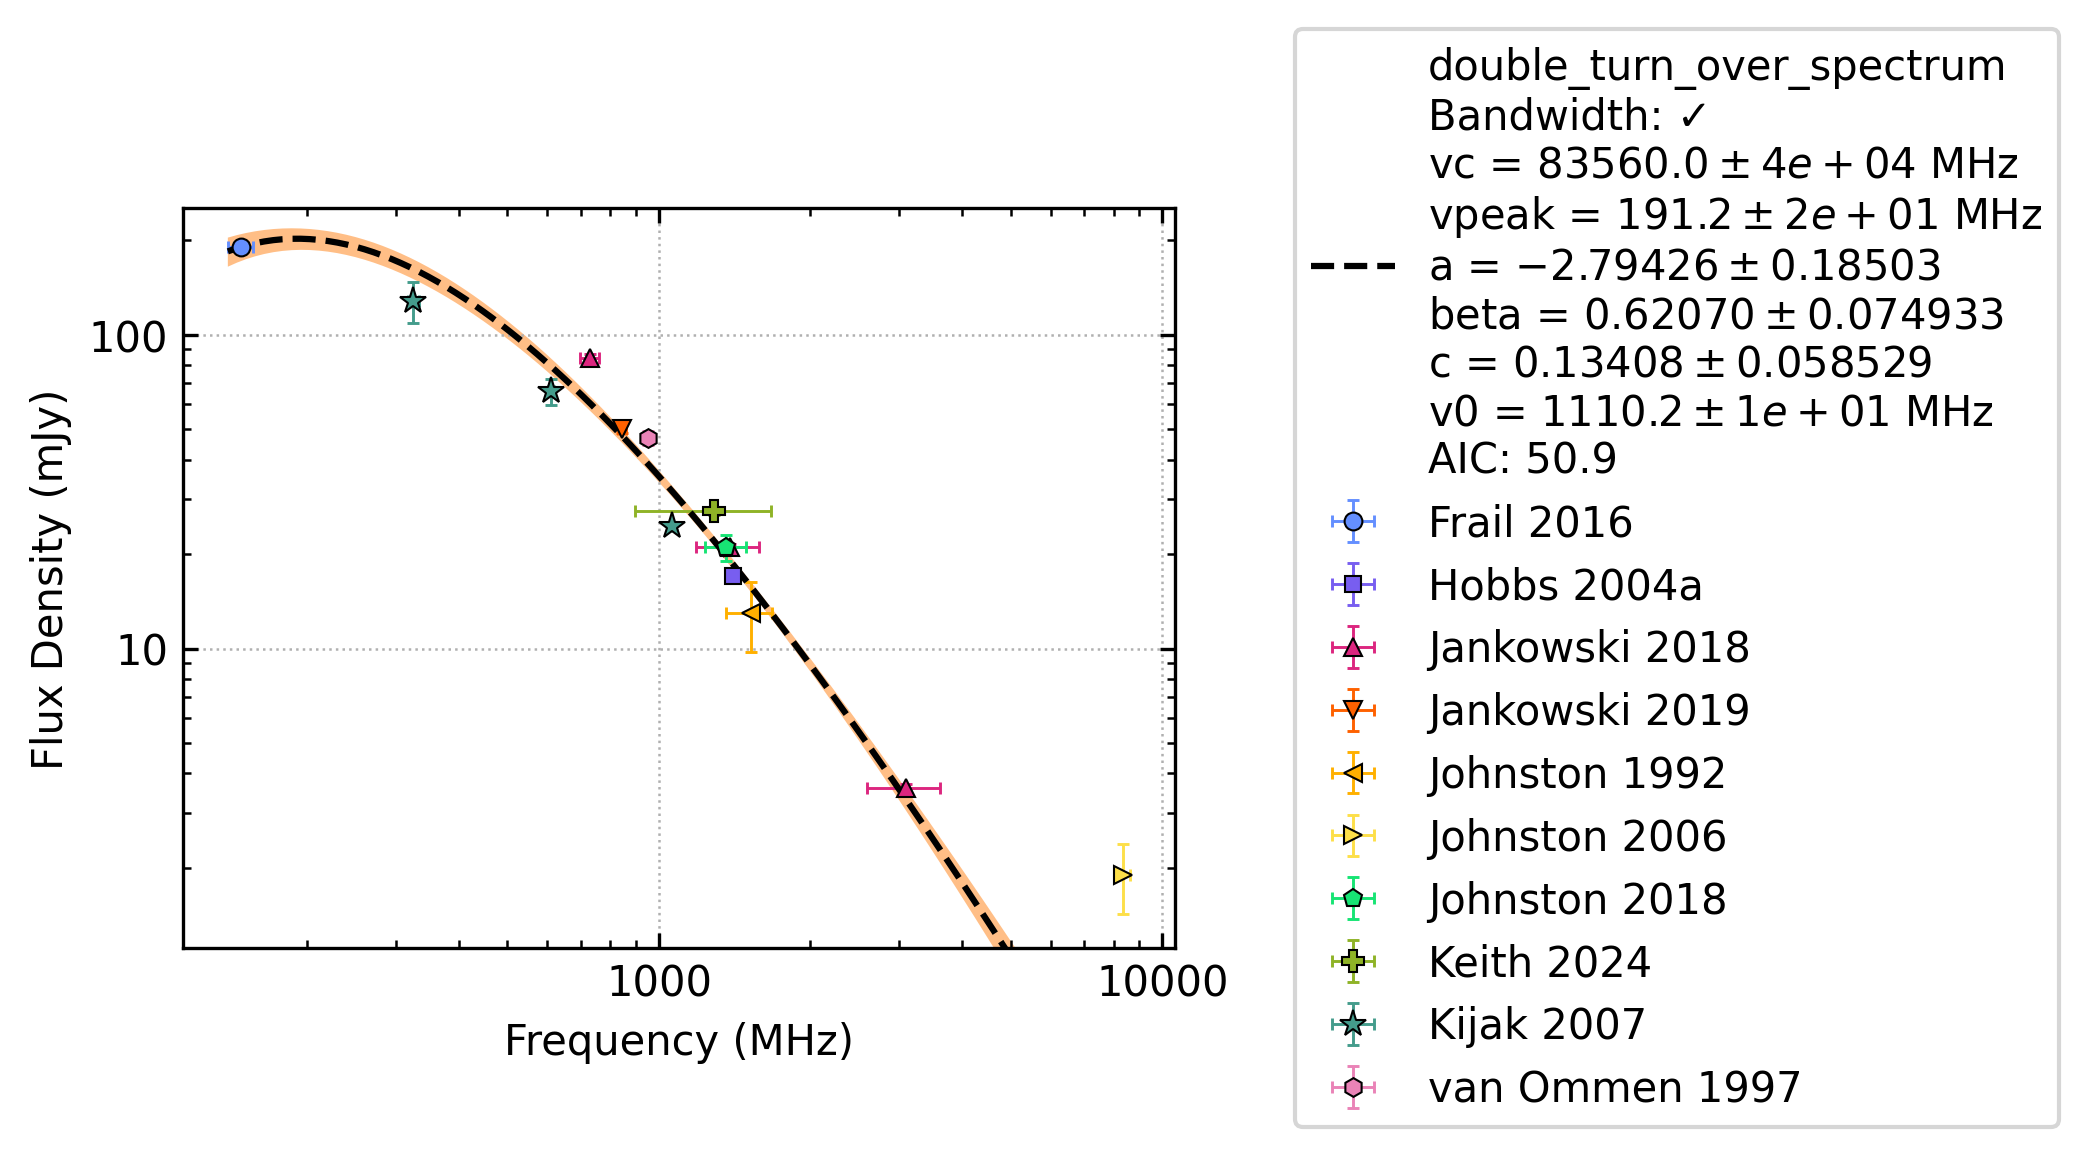 100
10
Flux Density (mJy)
1000
10000
Frequency (MHz)
double_turn_over_spectrum
Bandwidth: ✓
vc = 83560.0 ± 4e + 04 MHz
vpeak = 191.2 ± 2e + 01 MHz
a = −2.79426 ± 0.18503
beta = 0.62070 ± 0.074933
c = 0.13408 ± 0.058529
v0 = 1110.2 ± 1e + 01 MHz
AIC: 50.9
Frail 2016
Hobbs 2004a
Jankowski 2018
Jankowski 2019
Johnston 1992
Johnston 2006
Johnston 2018
Keith 2024
Kijak 2007
van Ommen 1997